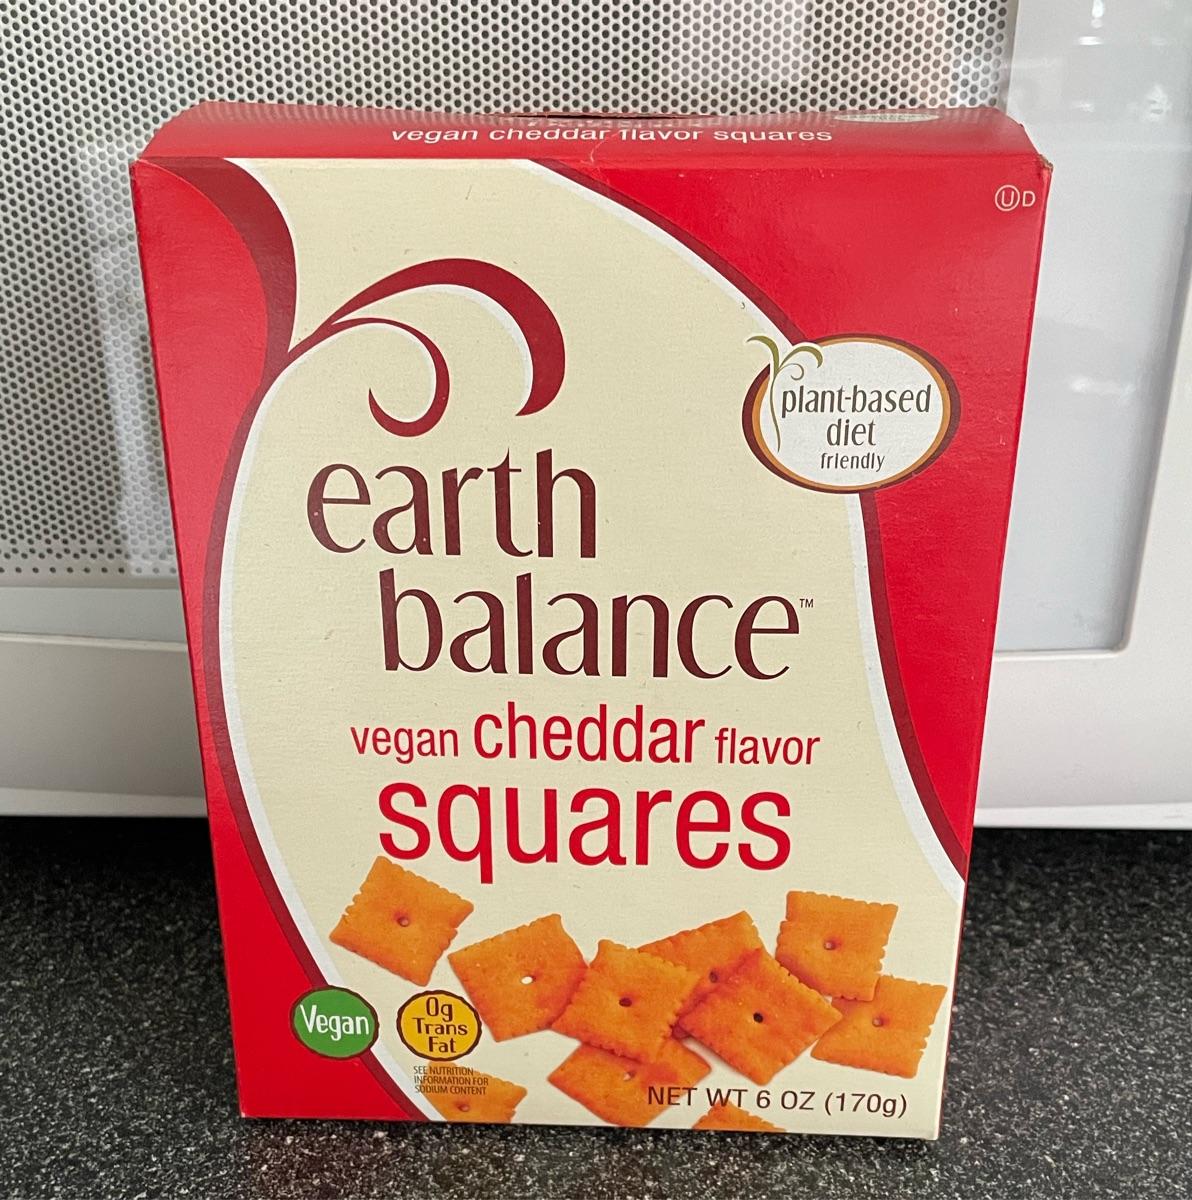 vegan cheddar flavor squares
ⓊD
plant-based
diet
friendly
earth
balance™
vegan cheddar flavor
squares
Vegan
0g
Trans
Fat
SEE NUTRITION
INFORMATION FOR
SODIUM CONTENT
NET WT 6 OZ (170g)